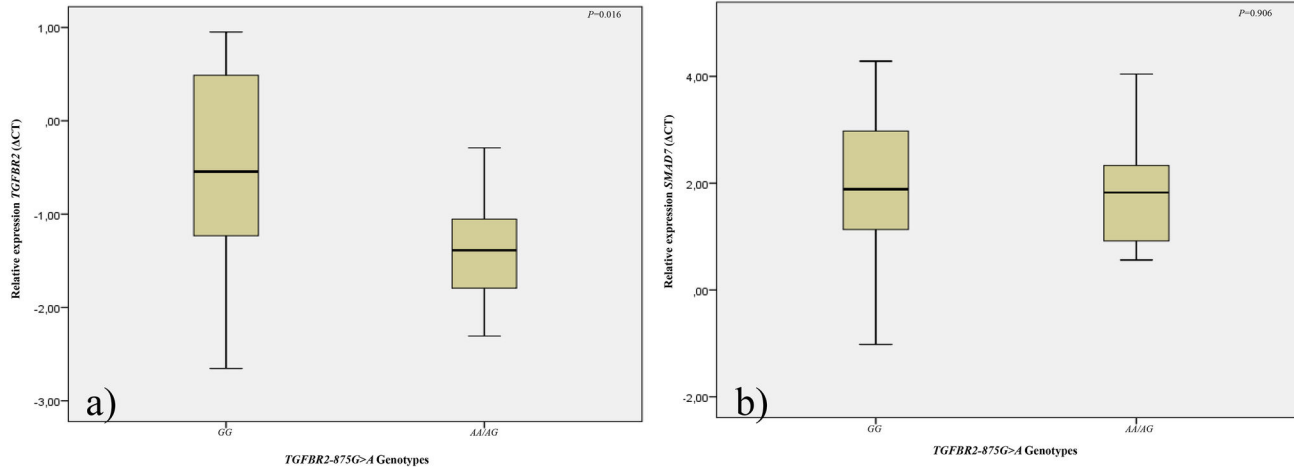 P=0.016
1,00
,00
-1,00
-2,00
-3,00
Relative expression TGFBR2 (ΔCT)
a)
GG
AA/AG
TGFBR2-875G>A Genotypes
P=0.906
4,00
2,00
,00
-2,00
Relative expression SMAD7 (ΔCT)
b)
GG
AA/AG
TGFBR2-875G>A Genotypes